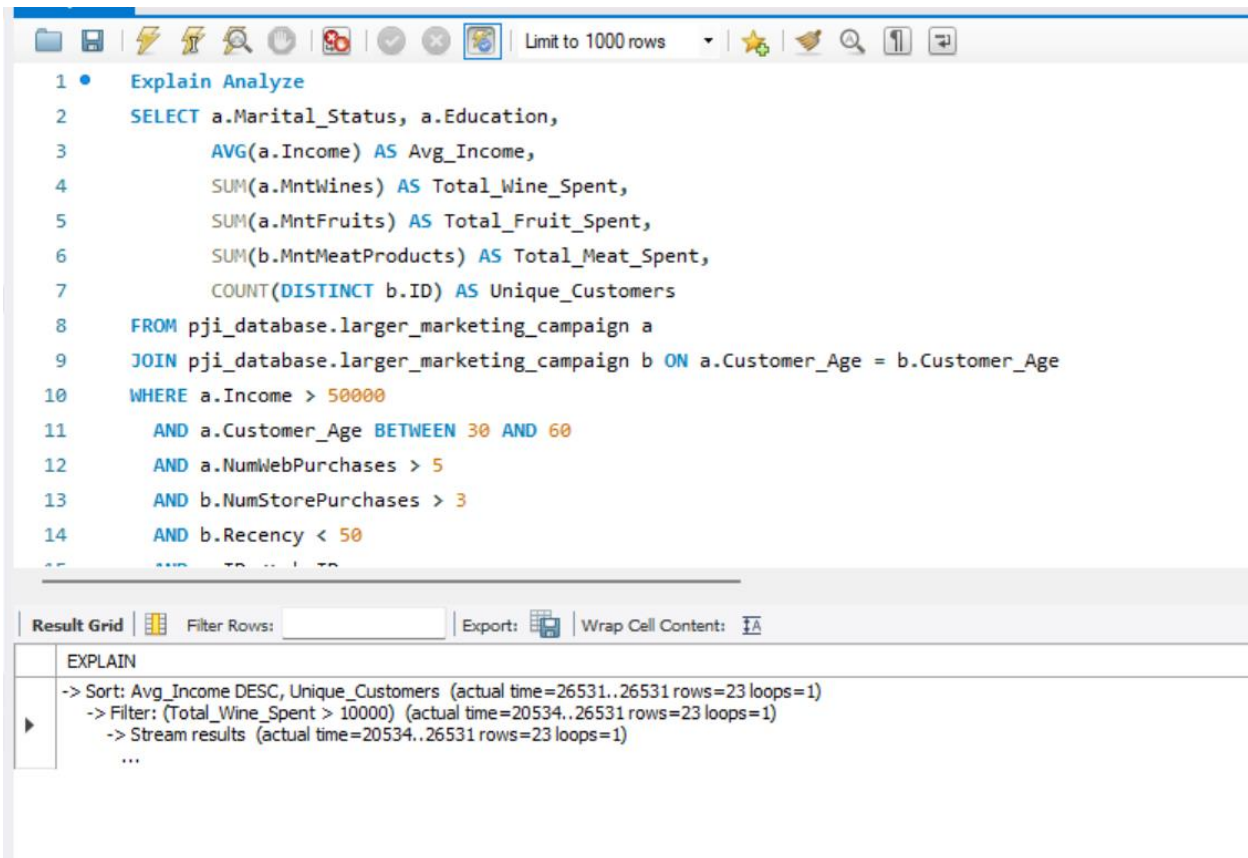 Limit to 1000 rows
1 Explain Analyze
2 SELECT a.Marital_Status, a.Education,
3 AVG(a.Income) AS Avg_Income,
4 SUM(a.MntWines) AS Total_Wine_Spent,
5 SUM(a.MntFruits) AS Total_Fruit_Spent,
6 SUM(b.MntMeatProducts) AS Total_Meat_Spent,
7 COUNT(DISTINCT b.ID) AS Unique_Customers
8 FROM pji_database.larger_marketing_campaign a
9 JOIN pji_database.larger_marketing_campaign b ON a.Customer_Age = b.Customer_Age
10 WHERE a.Income > 50000
11 AND a.Customer_Age BETWEEN 30 AND 60
12 AND a.NumWebPurchases > 5
13 AND b.NumStorePurchases > 3
14 AND b.Recency < 50
Result Grid Filter Rows: Export: Wrap Cell Content:
EXPLAIN
-> Sort: Avg_Income DESC, Unique_Customers (actual time=26531..26531 rows=23 loops=1)
-> Filter: (Total_Wine_Spent > 10000) (actual time=20534..26531 rows=23 loops=1)
-> Stream results (actual time=20534..26531 rows=23 loops=1)
...